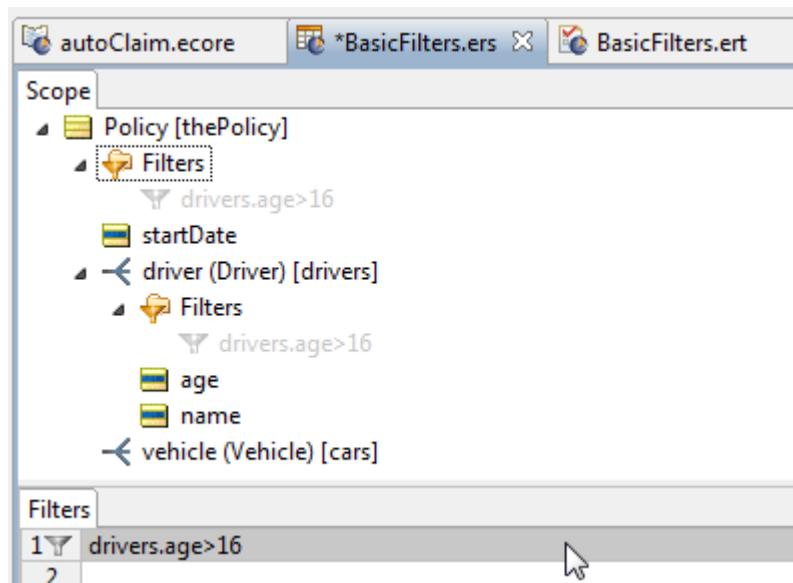 autoClaim.ecore *BasicFilters.ers BasicFilters.ert
Scope
Policy [thePolicy]
Filters
drivers.age>16
startDate
driver (Driver) [drivers]
Filters
drivers.age>16
age
name
vehicle (Vehicle) [cars]
Filters
1 drivers.age>16
2